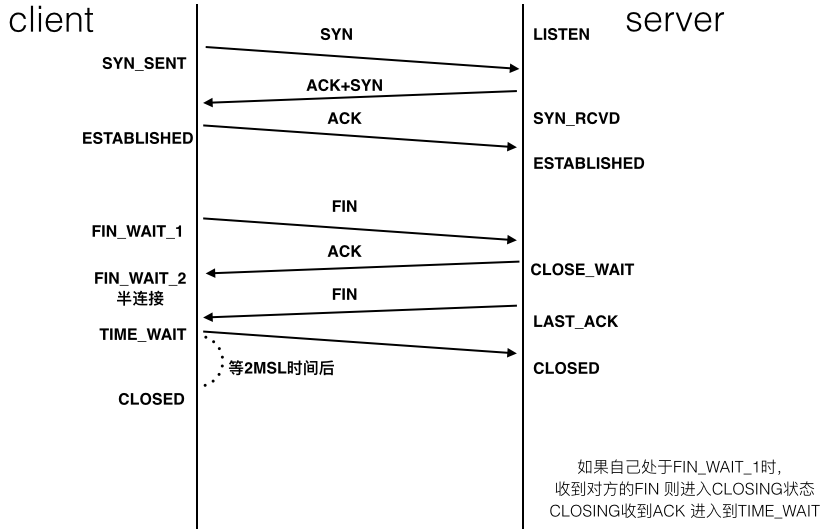 client
server
SYN
LISTEN
SYN_SENT
ACK+SYN
ACK
SYN_RCVD
ESTABLISHED
ESTABLISHED
FIN
FIN_WAIT_1
ACK
CLOSE_WAIT
FIN_WAIT_2
半连接
FIN
LAST_ACK
TIME_WAIT
等2MSL时间后
CLOSED
CLOSED
如果自己处于FIN_WAIT_1时,
收到对方的FIN 则进入CLOSING状态
CLOSING收到ACK 进入到TIME_WAIT